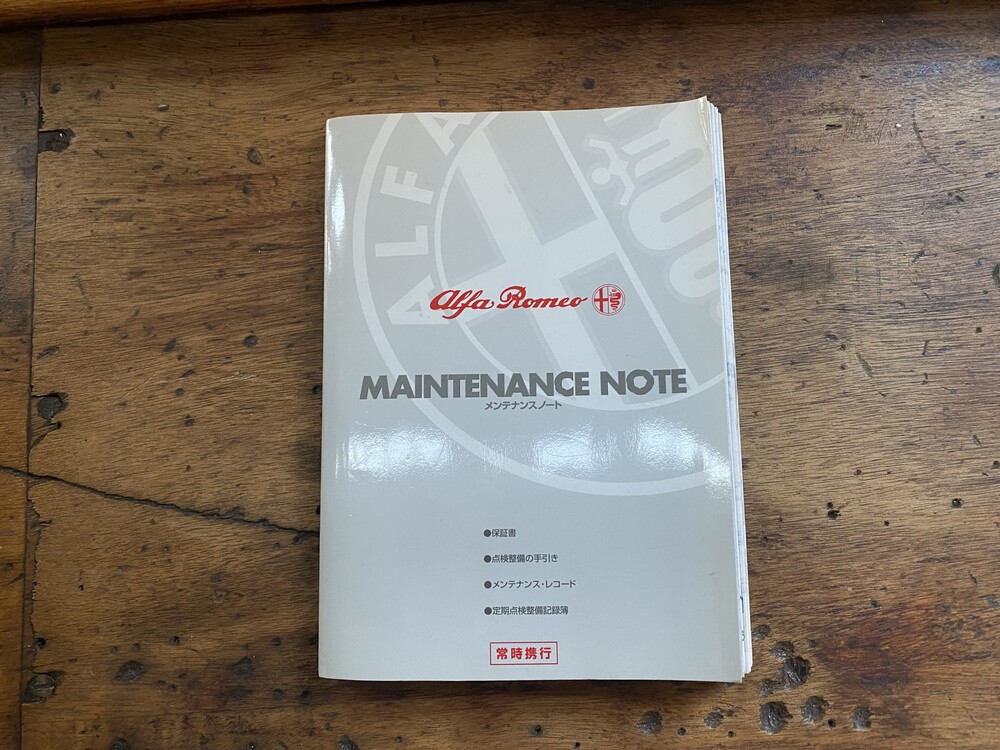 ALFA
Alfa Romeo
MAINTENANCE NOTE
メンテナンスノート
●保証書
●点検整備の手引き
●メンテナンス・レコード
●定期点検整備記録簿
常時携行